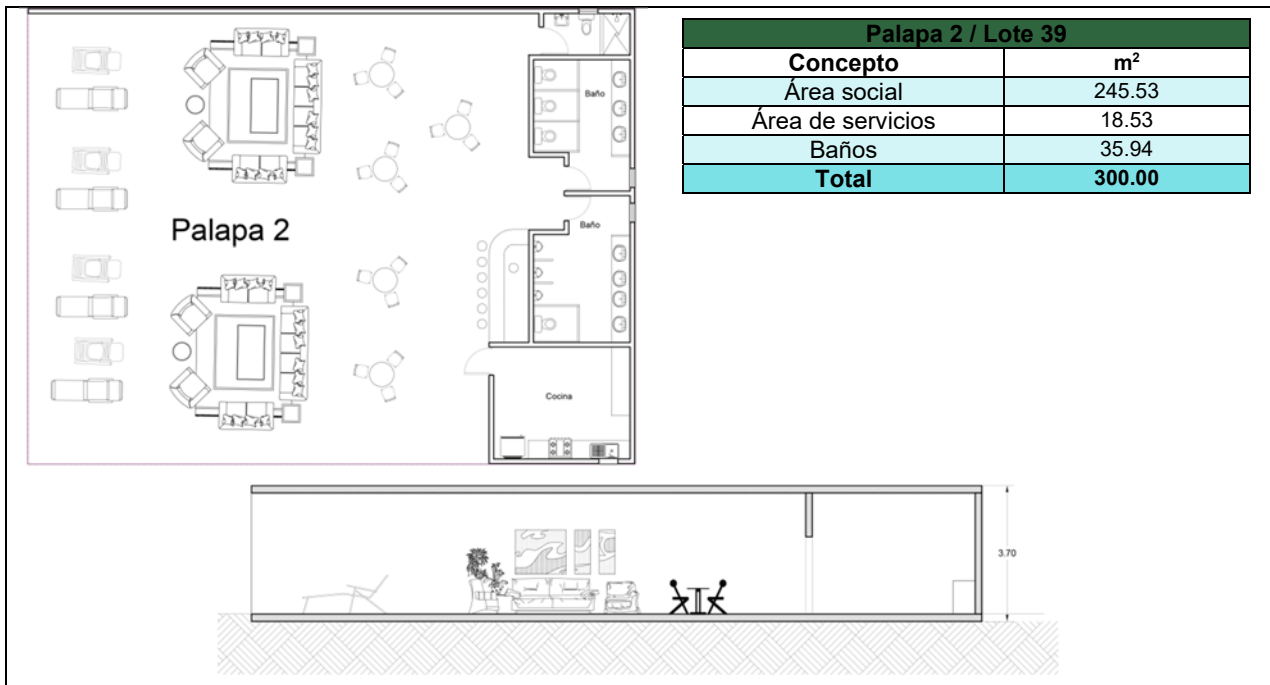 Palapa 2 / Lote 39
Concepto m²
Área social 245.53
Área de servicios 18.53
Baños 35.94
Total 300.00
Baño
Palapa 2
Baño
Cocina
3.70